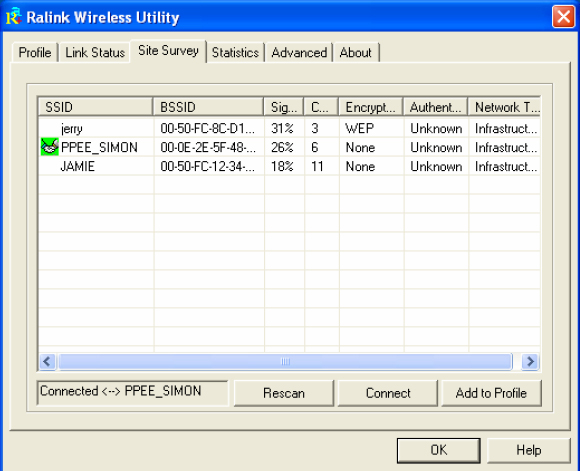 Ralink Wireless Utility
Profile Link Status Site Survey Statistics Advanced About
SSID BSSID Sig... C... Encrypt... Authent... Network T...
jerry 00-50-FC-8C-D1... 31% 3 WEP Unknown Infrastruct...
PPEE_SIMON 00-0E-2E-5F-48-... 26% 6 None Unknown Infrastruct...
JAMIE 00-50-FC-12-34-... 18% 11 None Unknown Infrastruct...
Connected <--> PPEE_SIMON Rescan Connect Add to Profile
OK Help